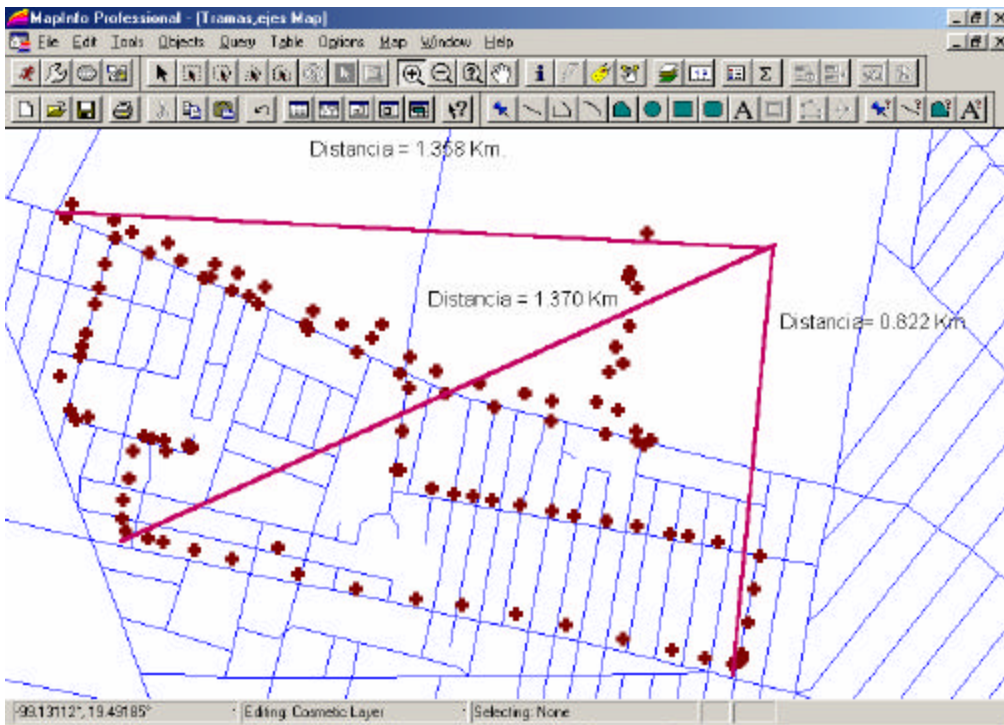 MapInfo Professional - [Tramas,ejes Map]
File Edit Tools Objects Query Table Options Map Window Help
Distancia = 1.358 Km.
Distancia = 1.370 Km
Distancia= 0.822 Km
-99.13112°, 19.49185°
Editing: Cosmetic Layer
Selecting: None